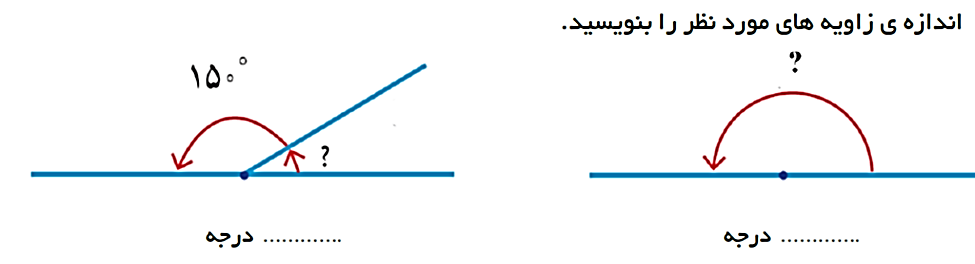 اندازه ی زاویه های مورد نظر را بنویسید.
?
۱۵۰°
?
............. درجه
............. درجه